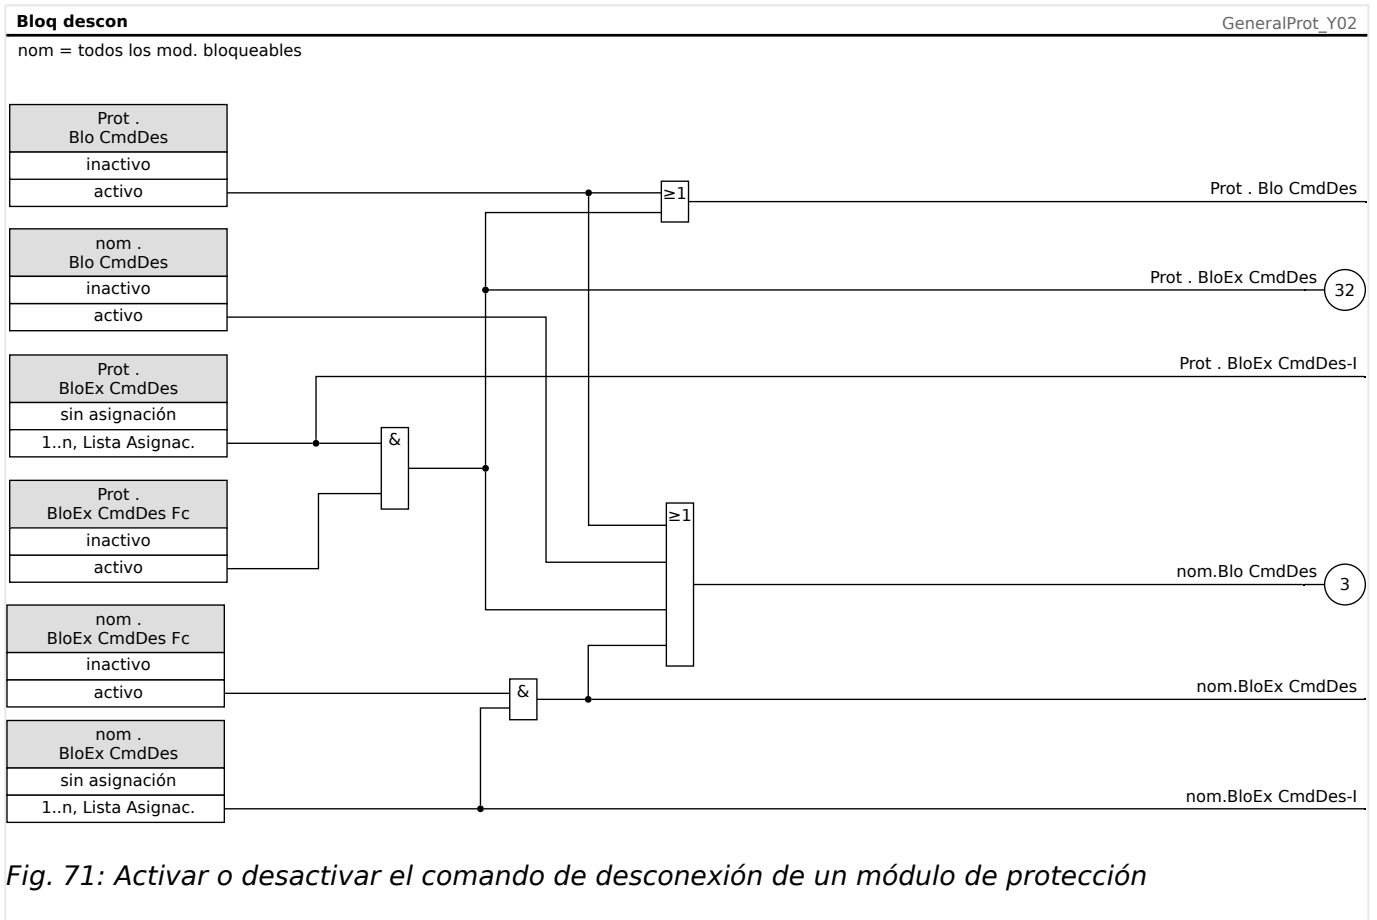 Bloq descon
GeneralProt_Y02
nom = todos los mod. bloqueables
Prot .
Blo CmdDes
inactivo
activo
≥1
Prot . Blo CmdDes
nom .
Blo CmdDes
inactivo
activo
Prot . BloEx CmdDes
32
Prot .
BloEx CmdDes
sin asignación
1..n, Lista Asignac.
&
Prot . BloEx CmdDes-I
Prot .
BloEx CmdDes Fc
inactivo
activo
≥1
nom.Blo CmdDes
3
nom .
BloEx CmdDes Fc
inactivo
activo
&
nom.BloEx CmdDes
nom .
BloEx CmdDes
sin asignación
1..n, Lista Asignac.
nom.BloEx CmdDes-I
Fig. 71: Activar o desactivar el comando de desconexión de un módulo de protección